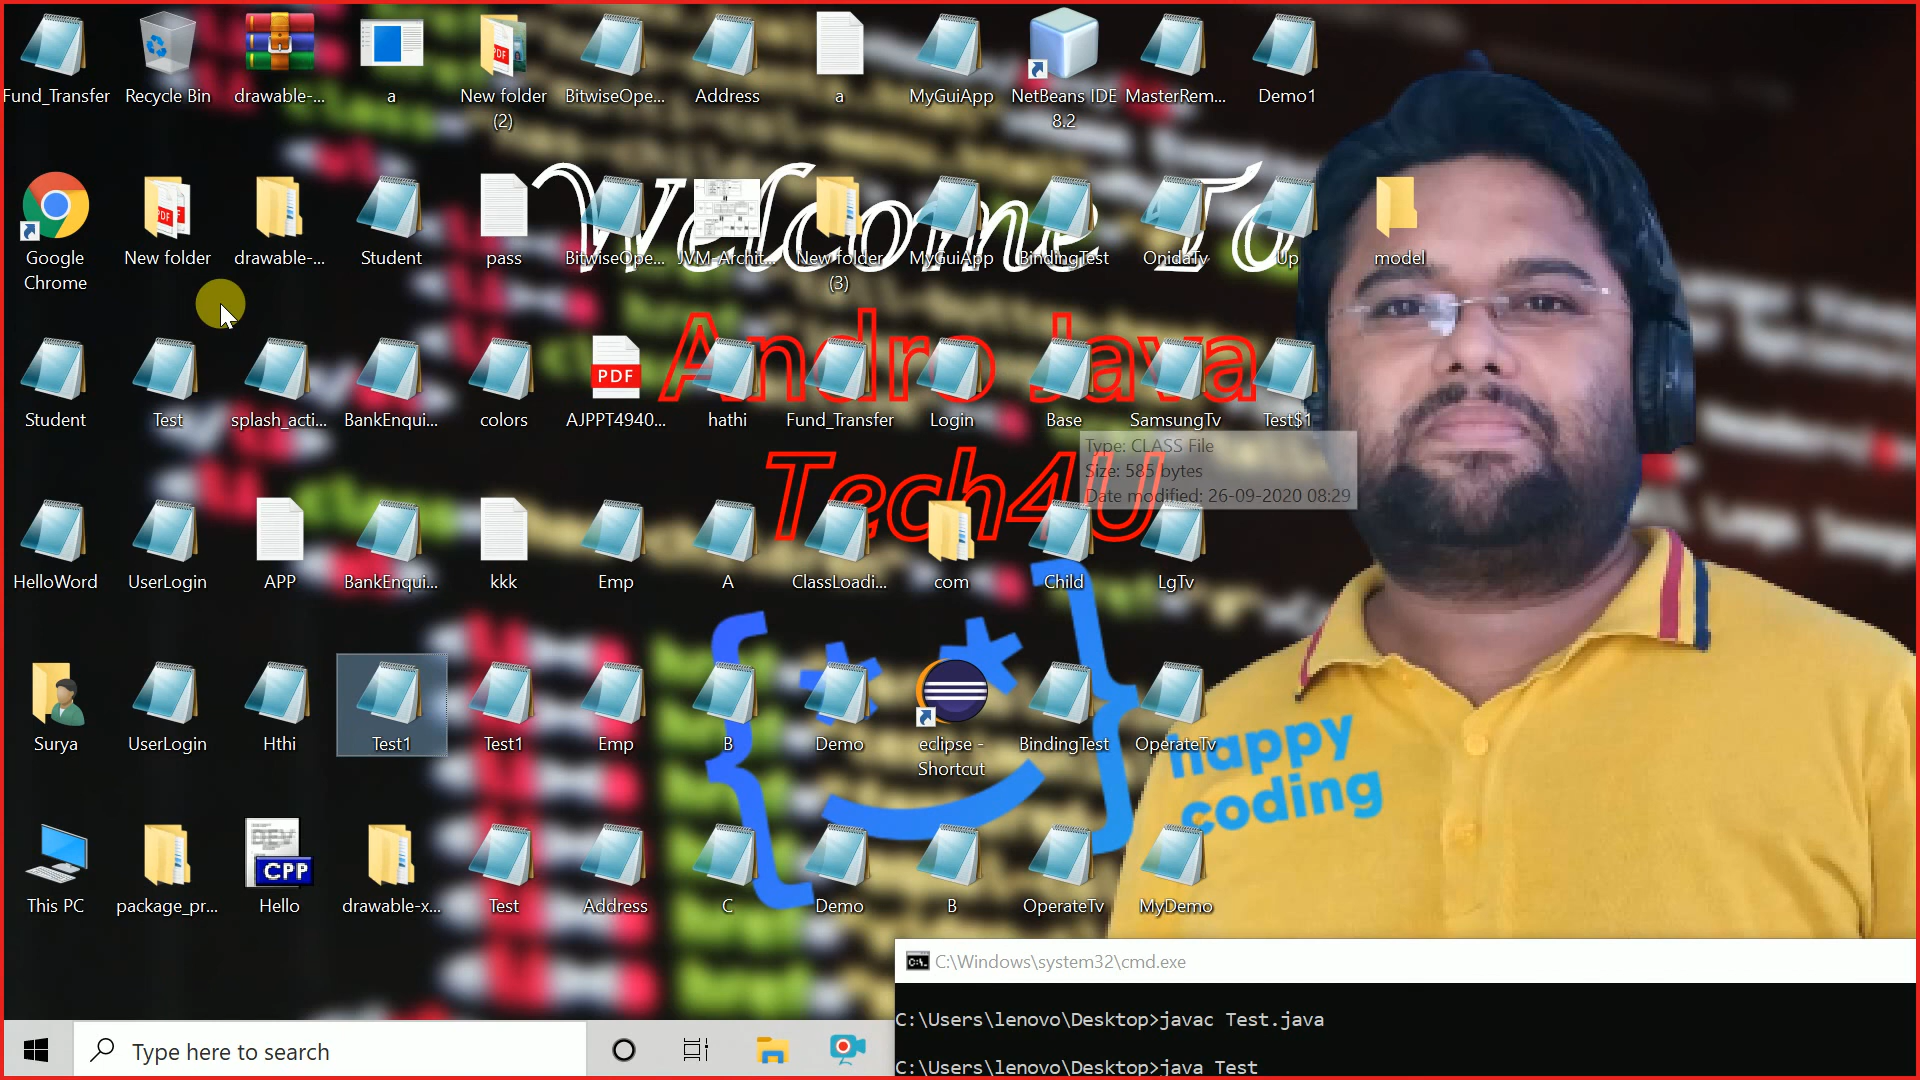 Fund_Transfer
Recycle Bin
drawable-...
a
New folder (2)
BitwiseOpe...
Address
a
MyGuiApp
NetBeans IDE 8.2
MasterRem...
Demo1
Welcome To
Google Chrome
New folder
drawable-...
Student
pass
BitwiseOpe...
JVM-Archit...
New folder (3)
MyGuiApp
BindingTest
OnidaTv
Up
model
Andro Java
Student
Test
splash_acti...
BankEnqui...
colors
PDF
AJPPT4940...
hathi
Fund_Transfer
Login
Base
SamsungTv
Test$1
Type: CLASS File
Size: 585 bytes
Date modified: 26-09-2020 08:29
Tech4U
HelloWord
UserLogin
APP
BankEnqui...
kkk
Emp
A
ClassLoadi...
com
Child
LgTv
Surya
UserLogin
Hthi
Test1
Test1
Emp
B
Demo
eclipse - Shortcut
BindingTest
OperateTv
happy
coding
This PC
package_pr...
CPP
Hello
drawable-x...
Test
Address
C
Demo
B
OperateTv
MyDemo
C:\Windows\system32\cmd.exe
C:\Users\lenovo\Desktop>javac Test.java
C:\Users\lenovo\Desktop>java Test
Type here to search